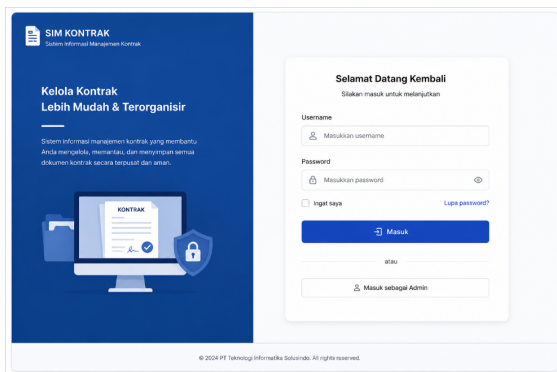 SIM KONTRAK
Sistem Informasi Manajemen Kontrak
Kelola Kontrak
Lebih Mudah & Terorganisir
Sistem informasi manajemen kontrak yang membantu
Anda mengelola, memantau, dan menyimpan semua
dokumen kontrak secara terpusat dan aman.
KONTRAK
Selamat Datang Kembali
Silakan masuk untuk melanjutkan
Username
Masukkan username
Password
Masukkan password
Ingat saya
Lupa password?
Masuk
atau
Masuk sebagai Admin
© 2024 PT Teknologi Informatika Solusindo. All rights reserved.